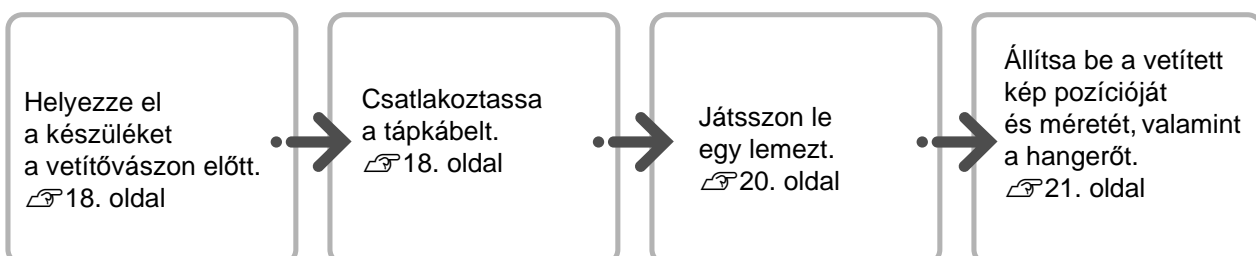 Helyezze el
a készüléket
a vetítővászon előtt.
☞18. oldal
Csatlakoztassa
a tápkábelt.
☞18. oldal
Játsszon le
egy lemezt.
☞20. oldal
Állítsa be a vetített
kép pozícióját
és méretét, valamint
a hangerőt.
☞21. oldal